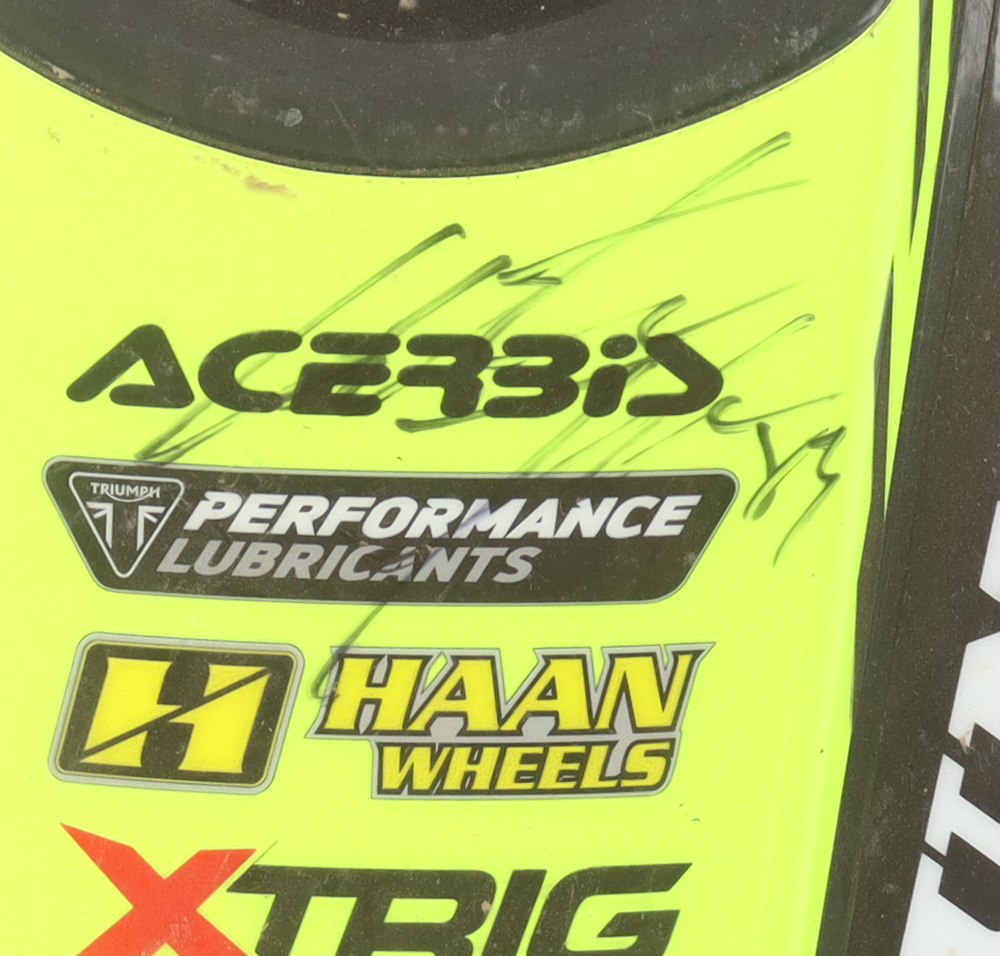 ACERBIS
TRIUMPH
PERFORMANCE
LUBRICANTS
H HAAN
WHEELS
XTRIG